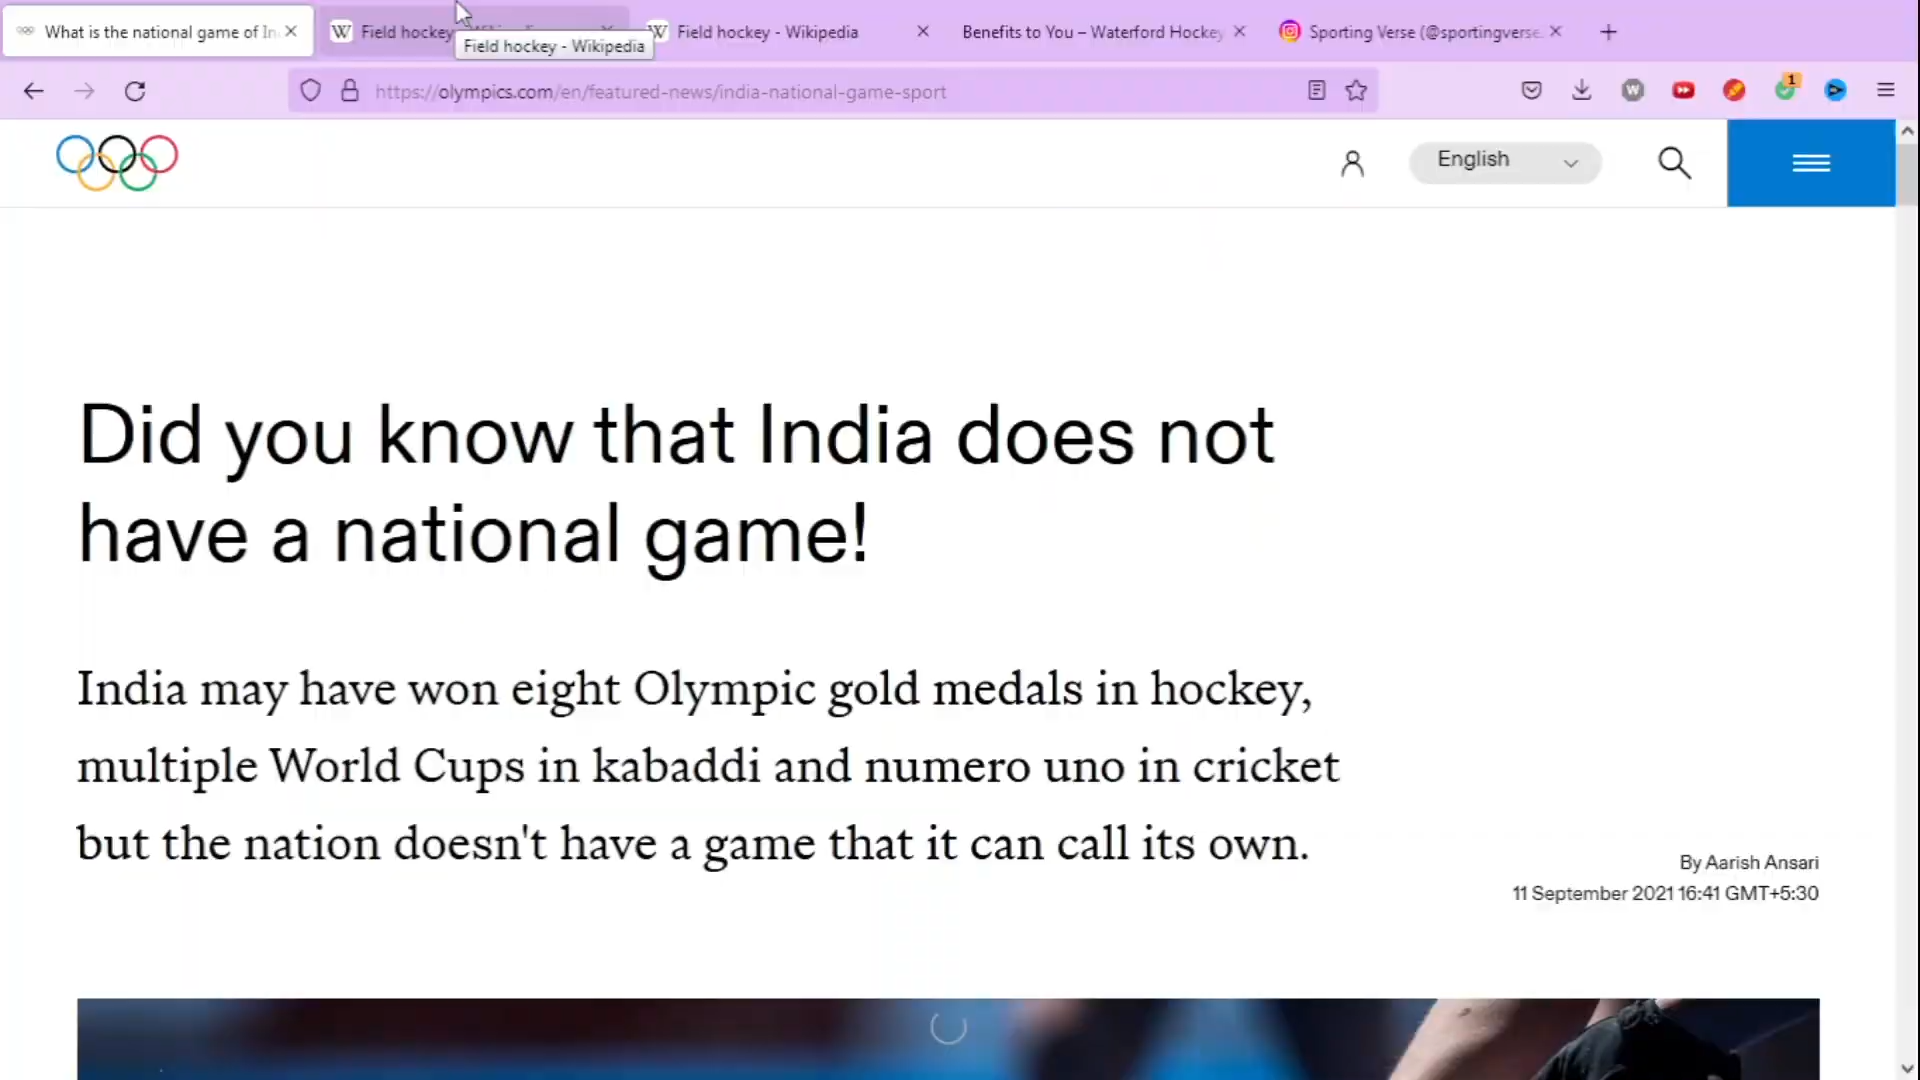 What is the national game of In
Field hockey
Field hockey - Wikipedia
Benefits to You – Waterford Hockey
Sporting Verse (@sportingverse.
Field hockey - Wikipedia
https://olympics.com/en/featured-news/india-national-game-sport
1
English
Did you know that India does not
have a national game!
India may have won eight Olympic gold medals in hockey,
multiple World Cups in kabaddi and numero uno in cricket
but the nation doesn't have a game that it can call its own.
By Aarish Ansari
11 September 2021 16:41 GMT+5:30